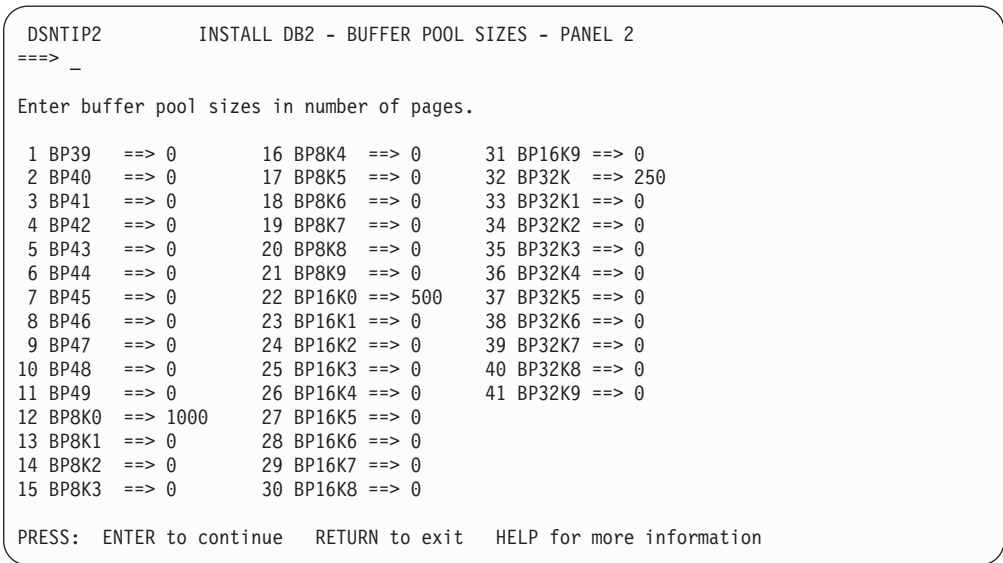 DSNTIP2          INSTALL DB2 - BUFFER POOL SIZES - PANEL 2
===> _
Enter buffer pool sizes in number of pages.
 1 BP39   ==> 0       16 BP8K4  ==> 0     31 BP16K9 ==> 0
 2 BP40   ==> 0       17 BP8K5  ==> 0     32 BP32K  ==> 250
 3 BP41   ==> 0       18 BP8K6  ==> 0     33 BP32K1 ==> 0
 4 BP42   ==> 0       19 BP8K7  ==> 0     34 BP32K2 ==> 0
 5 BP43   ==> 0       20 BP8K8  ==> 0     35 BP32K3 ==> 0
 6 BP44   ==> 0       21 BP8K9  ==> 0     36 BP32K4 ==> 0
 7 BP45   ==> 0       22 BP16K0 ==> 500   37 BP32K5 ==> 0
 8 BP46   ==> 0       23 BP16K1 ==> 0     38 BP32K6 ==> 0
 9 BP47   ==> 0       24 BP16K2 ==> 0     39 BP32K7 ==> 0
10 BP48   ==> 0       25 BP16K3 ==> 0     40 BP32K8 ==> 0
11 BP49   ==> 0       26 BP16K4 ==> 0     41 BP32K9 ==> 0
12 BP8K0  ==> 1000    27 BP16K5 ==> 0
13 BP8K1  ==> 0       28 BP16K6 ==> 0
14 BP8K2  ==> 0       29 BP16K7 ==> 0
15 BP8K3  ==> 0       30 BP16K8 ==> 0
PRESS:  ENTER to continue   RETURN to exit   HELP for more information